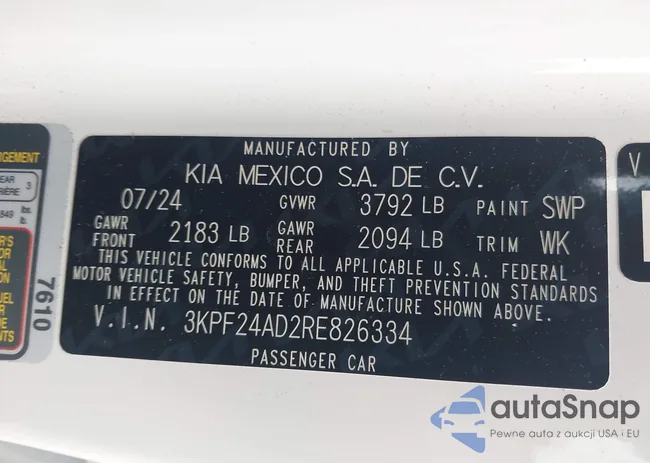 MANUFACTURED BY
KIA MEXICO S.A. DE C.V.
07/24 GVWR 3792 LB PAINT SWP
GAWR FRONT 2183 LB GAWR REAR 2094 LB TRIM WK
THIS VEHICLE CONFORMS TO ALL APPLICABLE U.S.A. FEDERAL
MOTOR VEHICLE SAFETY, BUMPER, AND THEFT PREVENTION STANDARDS
IN EFFECT ON THE DATE OF MANUFACTURE SHOWN ABOVE.
V.I.N. 3KPF24AD2RE826334
PASSENGER CAR
7610
3
lbs.
V
autaSnap
Pewne auta z aukcji USA i EU